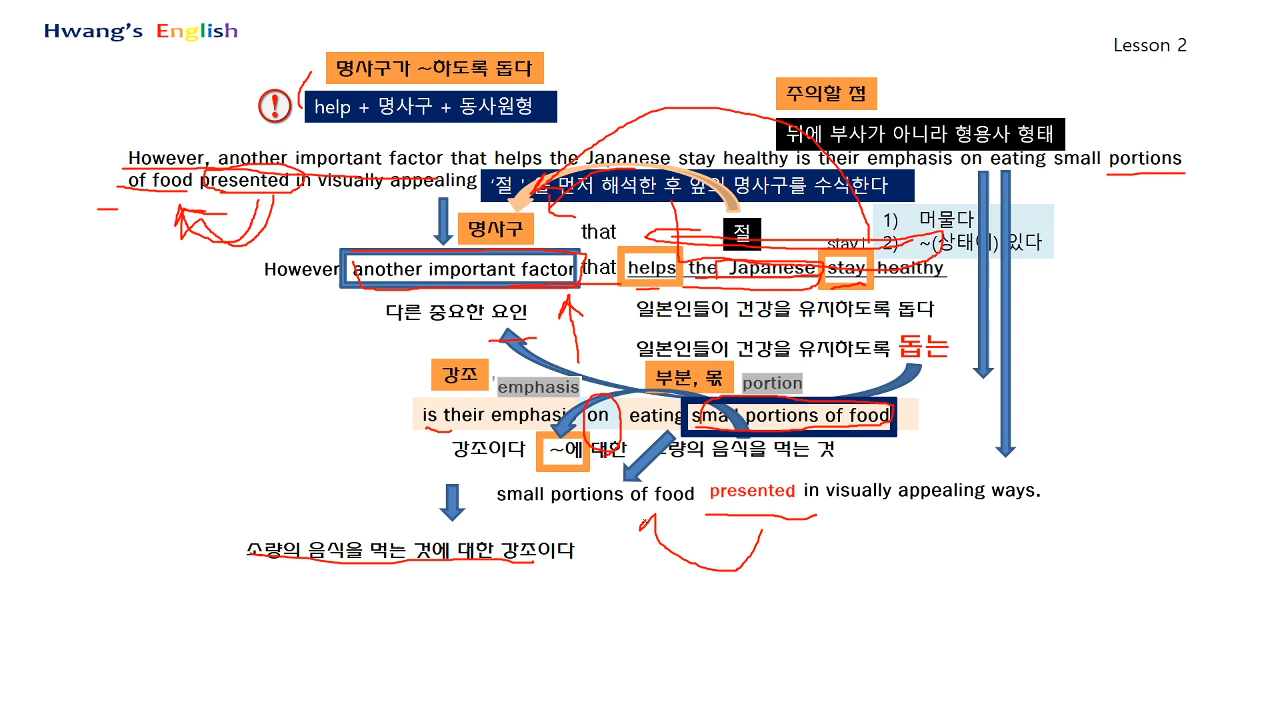 Hwang's English
Lesson 2
명사구가 ~하도록 돕다
help + 명사구 + 동사원형
주의할 점
뒤에 부사가 아니라 형용사 형태
However, another important factor that helps the Japanese stay healthy is their emphasis on eating small portions
of food presented in visually appealing
'절 '을 먼저 해석한 후 앞의 명사구를 수식한다
명사구
that
절
stay
1) 머물다
2) ~(상태에) 있다
However another important factor that helps the Japanese stay healthy
다른 중요한 요인
일본인들이 건강을 유지하도록 돕다
일본인들이 건강을 유지하도록 돕는
강조
emphasis
부분, 몫
portion
is their emphasis on eating small portions of food
강조이다 ~에 대한 소량의 음식을 먹는 것
small portions of food presented in visually appealing ways.
소량의 음식을 먹는 것에 대한 강조이다